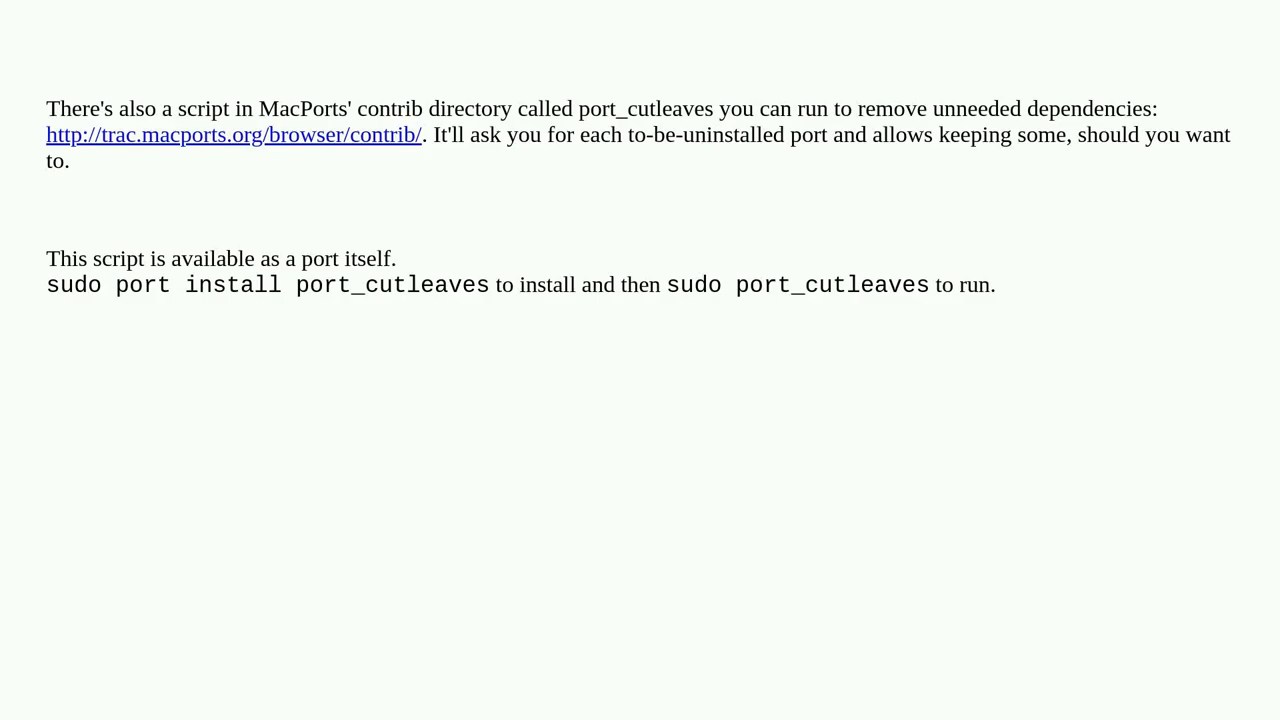 There's also a script in MacPorts' contrib directory called port_cutleaves you can run to remove unneeded dependencies:
http://trac.macports.org/browser/contrib/. It'll ask you for each to-be-uninstalled port and allows keeping some, should you want
to.
This script is available as a port itself.
sudo port install port_cutleaves to install and then sudo port_cutleaves to run.